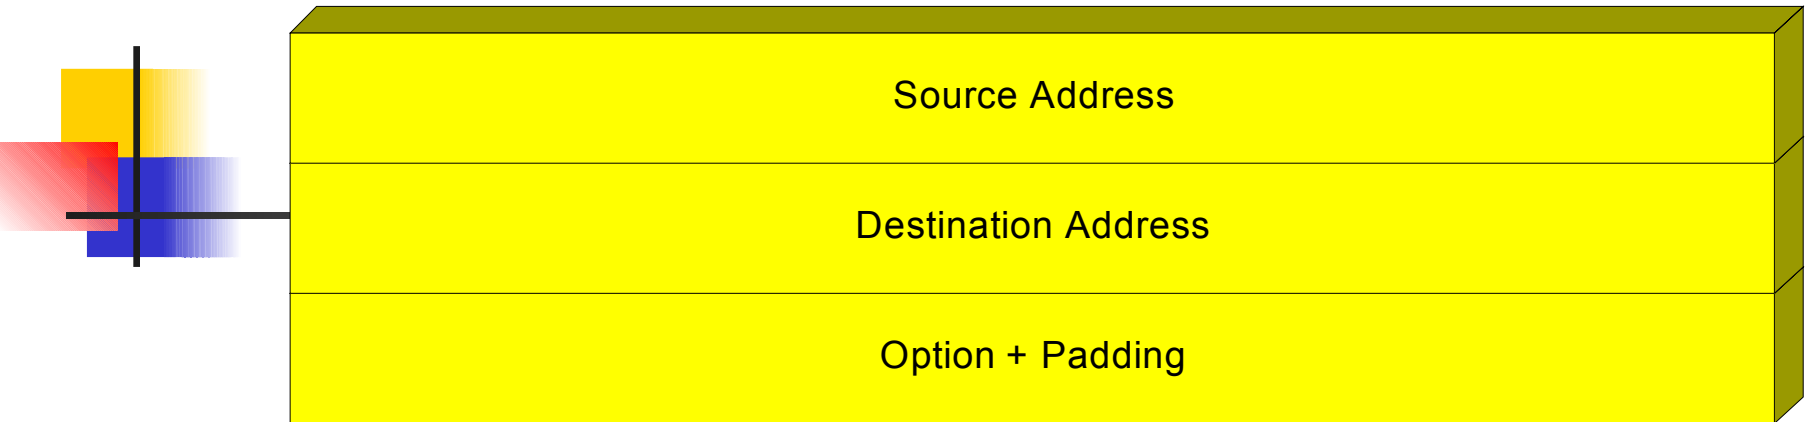 Source Address
Destination Address
Option + Padding